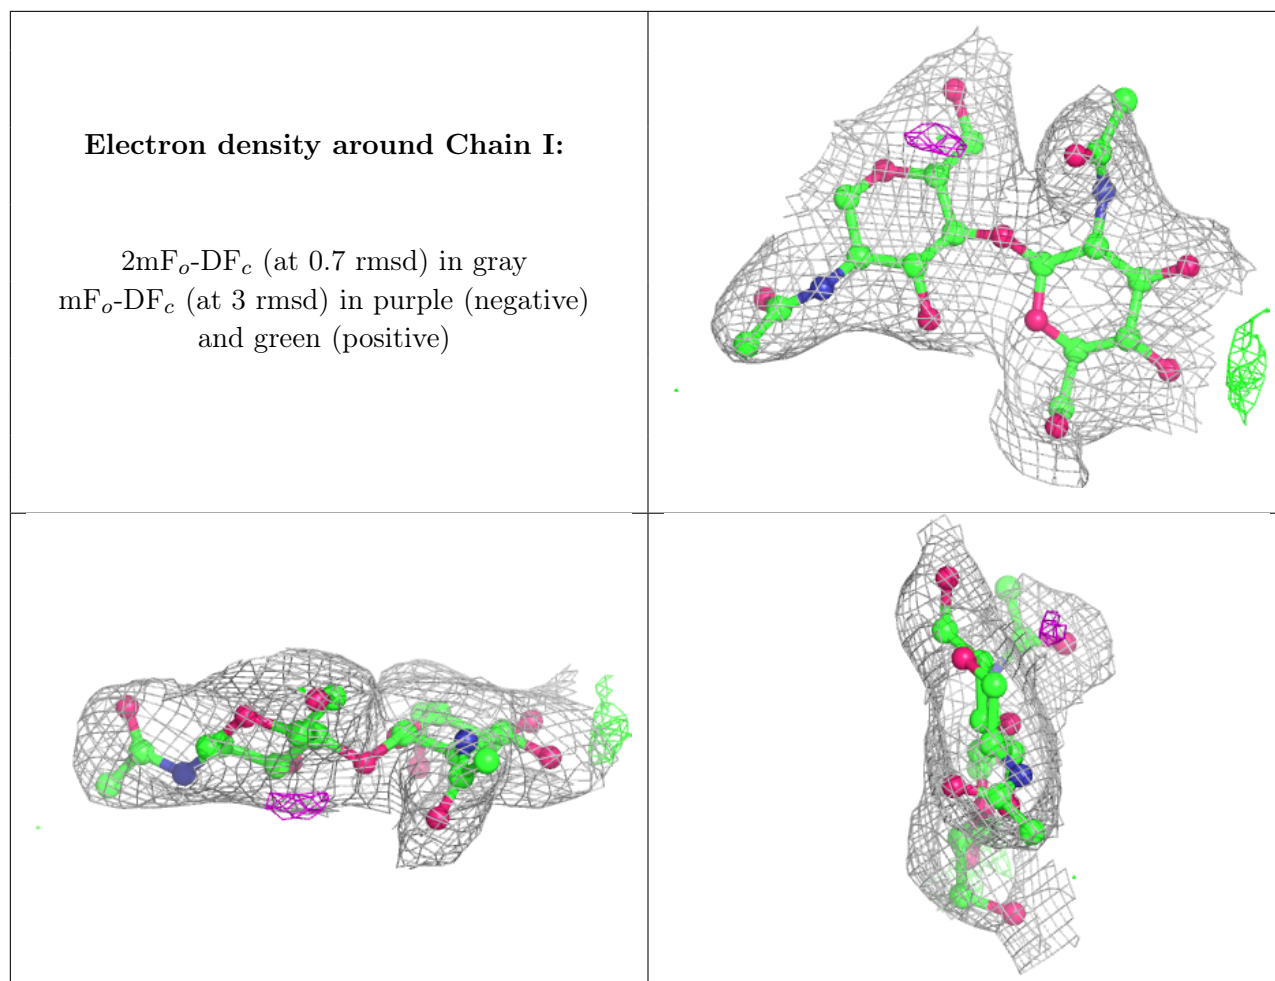 Electron density around Chain I:
2mFₒ-DF𝒸 (at 0.7 rmsd) in gray
mFₒ-DF𝒸 (at 3 rmsd) in purple (negative)
and green (positive)